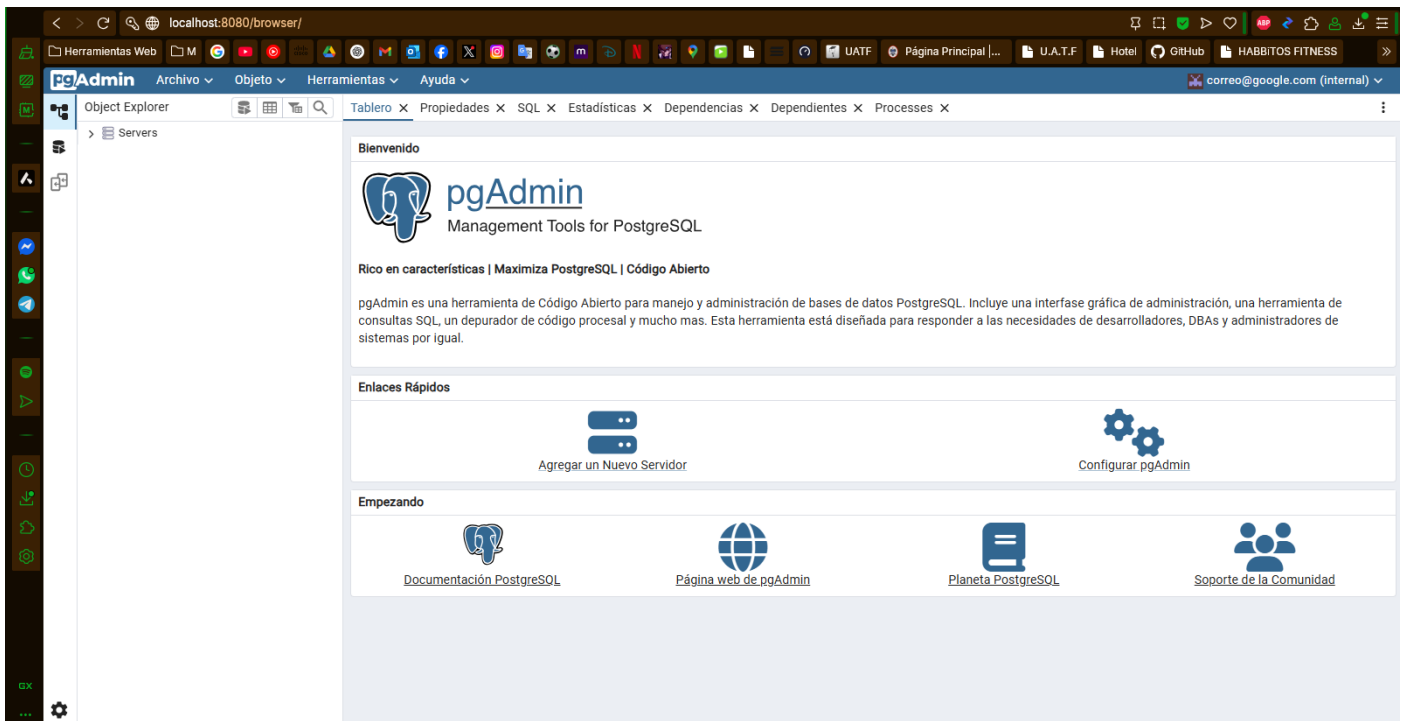 localhost:8080/browser/
Herramientas Web M UATF Página Principal |... U.A.T.F Hotel GitHub HABBiTOS FITNESS
pgAdmin Archivo Objeto Herramientas Ayuda correo@google.com (internal)
Object Explorer
Tablero Propiedades SQL Estadísticas Dependencias Dependientes Processes
Servers
Bienvenido
pgAdmin
Management Tools for PostgreSQL
Rico en características | Maximiza PostgreSQL | Código Abierto
pgAdmin es una herramienta de Código Abierto para manejo y administración de bases de datos PostgreSQL. Incluye una interfase gráfica de administración, una herramienta de
consultas SQL, un depurador de código procesal y mucho mas. Esta herramienta está diseñada para responder a las necesidades de desarrolladores, DBAs y administradores de
sistemas por igual.
Enlaces Rápidos
Agregar un Nuevo Servidor Configurar pgAdmin
Empezando
Documentación PostgreSQL Página web de pgAdmin Planeta PostgreSQL Soporte de la Comunidad
GX